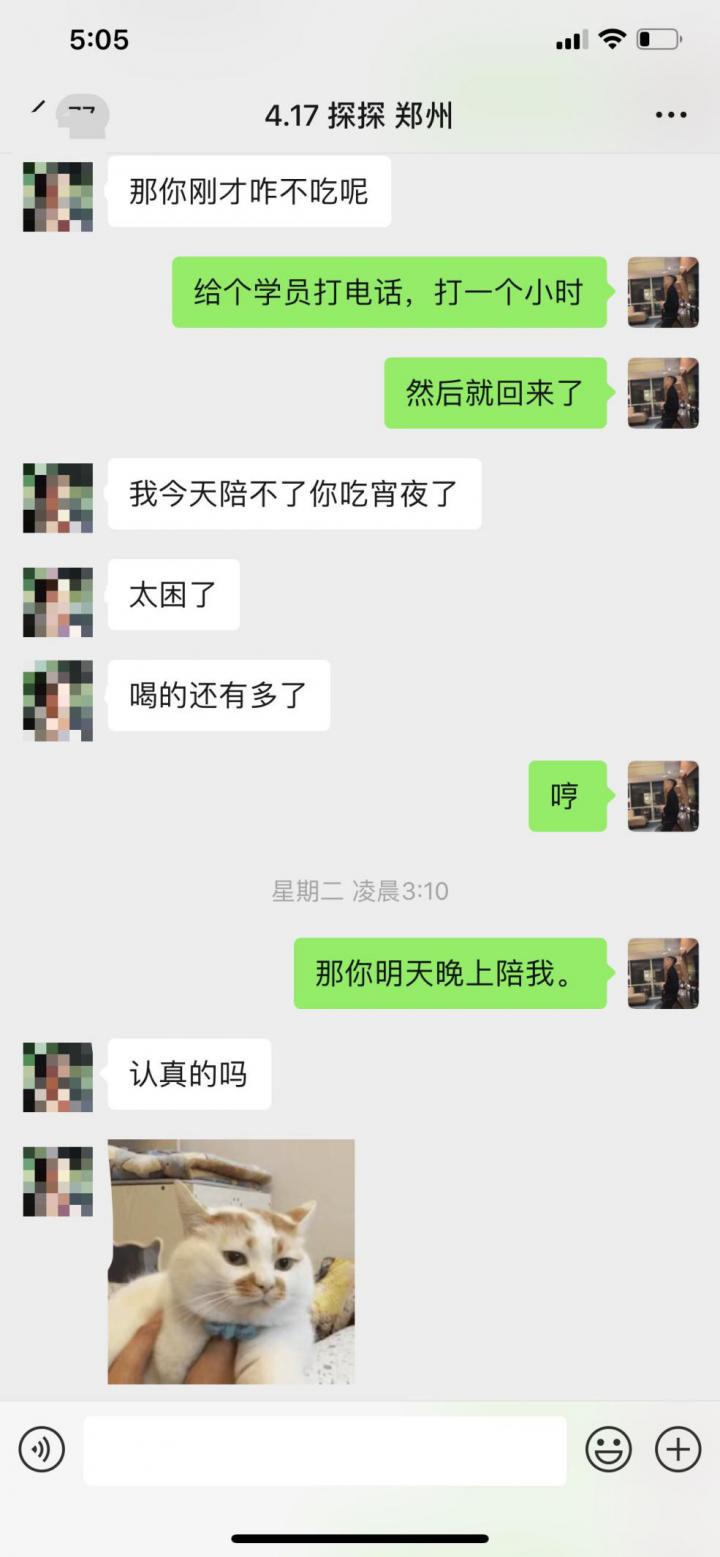 5:05
4.17 探探 郑州
那你刚才咋不吃呢
给个学员打电话，打一个小时
然后就回来了
我今天陪不了你吃宵夜了
太困了
喝的还有多了
哼
星期二 凌晨3:10
那你明天晚上陪我。
认真的吗